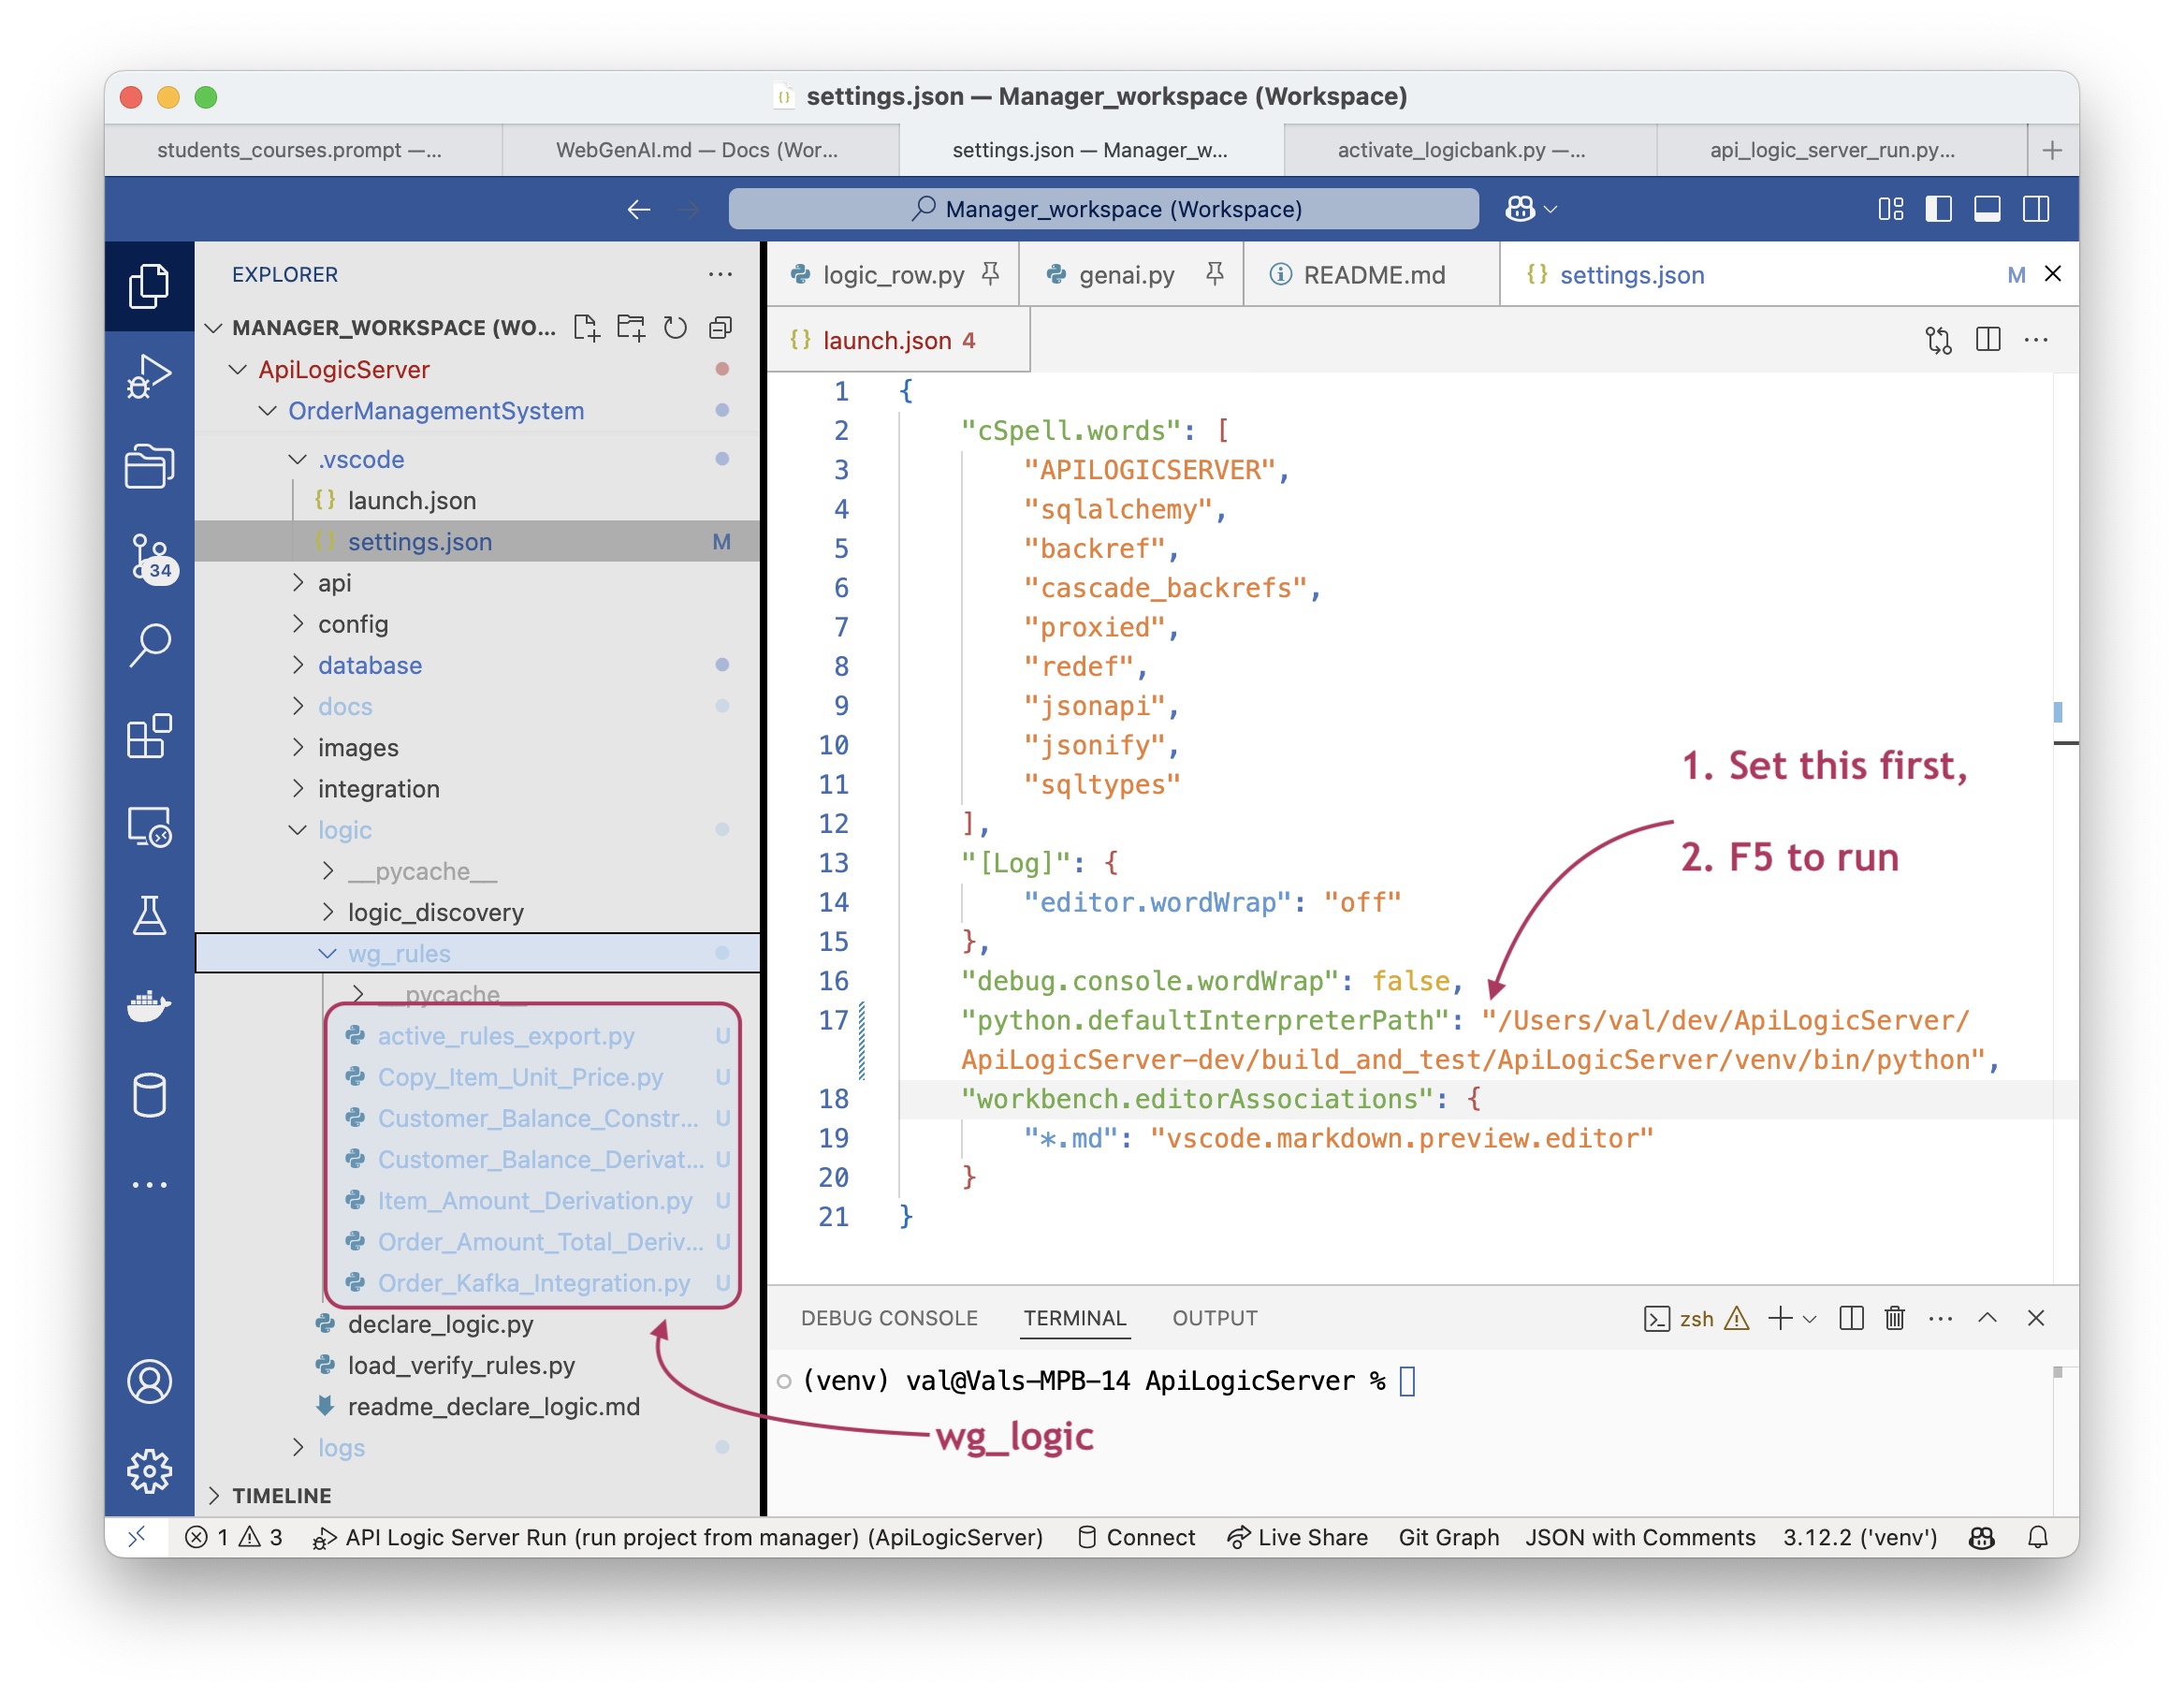 settings.json — Manager_workspace (Workspace)
students_courses.prompt —...
WebGenAI.md — Docs (Wor...
settings.json — Manager_w...
activate_logicbank.py —...
api_logic_server_run.py...
Manager_workspace (Workspace)
EXPLORER
MANAGER_WORKSPACE (WO...
ApiLogicServer
OrderManagementSystem
.vscode
launch.json
settings.json M
api
config
database
docs
images
integration
logic
__pycache__
logic_discovery
wg_rules
__pycache__
active_rules_export.py U
Copy_Item_Unit_Price.py U
Customer_Balance_Constr... U
Customer_Balance_Derivat... U
Item_Amount_Derivation.py U
Order_Amount_Total_Deriv... U
Order_Kafka_Integration.py U
declare_logic.py
load_verify_rules.py
readme_declare_logic.md
logs
TIMELINE
34
logic_row.py
genai.py
README.md
settings.json M
launch.json 4
1 {
2 "cSpell.words": [
3 "APILOGICSERVER",
4 "sqlalchemy",
5 "backref",
6 "cascade_backrefs",
7 "proxied",
8 "redef",
9 "jsonapi",
10 "jsonify",
11 "sqltypes"
12 ],
13 "[Log]": {
14 "editor.wordWrap": "off"
15 },
16 "debug.console.wordWrap": false,
17 "python.defaultInterpreterPath": "/Users/val/dev/ApiLogicServer/
ApiLogicServer-dev/build_and_test/ApiLogicServer/venv/bin/python",
18 "workbench.editorAssociations": {
19 "*.md": "vscode.markdown.preview.editor"
20 }
21 }
1. Set this first,
2. F5 to run
DEBUG CONSOLE
TERMINAL
OUTPUT
zsh
(venv) val@Vals-MPB-14 ApiLogicServer %
wg_logic
1 3
API Logic Server Run (run project from manager) (ApiLogicServer)
Connect
Live Share
Git Graph
JSON with Comments
3.12.2 ('venv')